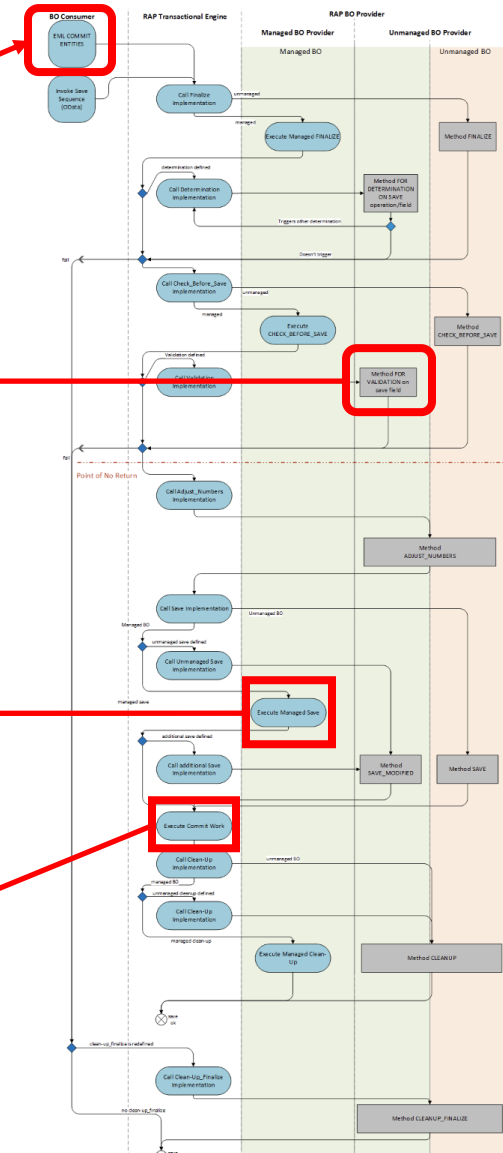 BO Consumer
RAP Transactional Engine
RAP BO Provider
Managed BO Provider
Unmanaged BO Provider
Managed BO
Unmanaged BO
EML COMMIT
ENTITIES
Invoke Save
Sequence
(OData)
Call Finalize
Implementation
unmanaged
managed
Execute Managed FINALIZE
Method FINALIZE
determination defined
Call Determination
Implementation
Method FOR
DETERMINATION
ON SAVE
operation/field
Triggers other determination
Doesn't trigger
fail
Call Check_Before_Save
Implementation
unmanaged
managed
Execute
CHECK_BEFORE_SAVE
Method
CHECK_BEFORE_SAVE
Validation defined
Call Validation
Implementation
Method FOR
VALIDATION on
save field
fail
Point of No Return
Call Adjust_Numbers
Implementation
Method
ADJUST_NUMBERS
Call Save Implementation
Unmanaged BO
Managed BO
unmanaged save defined
Call Unmanaged Save
Implementation
managed save
Execute Managed Save
additional save defined
Call additional Save
Implementation
Method
SAVE_MODIFIED
Method SAVE
Execute Commit Work
Call Clean-Up
Implementation
unmanaged BO
managed BO
unmanaged cleanup defined
Call Clean-Up
Implementation
managed clean-up
Execute Managed Clean-
Up
Method CLEANUP
save
ok
clean-up_finalize is redefined
Call Clean-Up_Finalize
Implementation
no clean-up_finalize
Method CLEANUP_FINALIZE
save